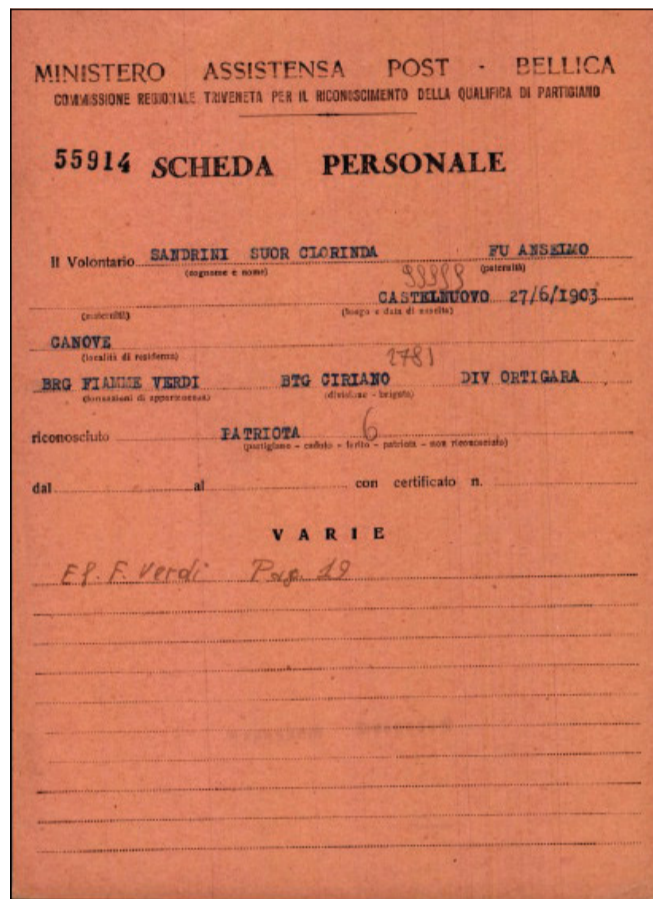 MINISTERO ASSISTENSA POST - BELLICA
COMMISSIONE REGIONALE TRIVENETA PER IL RICONOSCIMENTO DELLA QUALIFICA DI PARTIGIANO
55914 SCHEDA PERSONALE
Il Volontario SANDRINI SUOR CLORINDA FU ANSELMO
(cognome e nome) 99999 (paternità)
CASTELNUOVO 27/6/1903
(maternità) (luogo e data di nascita)
CANOVE
(località di residenza) 2781
BRG FIAMME VERDI BTG CIRIANO DIV ORTIGARA
(formazioni di appartenenza) (divisione - brigata)
riconosciuto PATRIOTA 6
(partigiano - caduto - ferito - patriota - non riconosciuto)
dal al con certificato n.
VARIE
El. F. Verdi Pag. 19